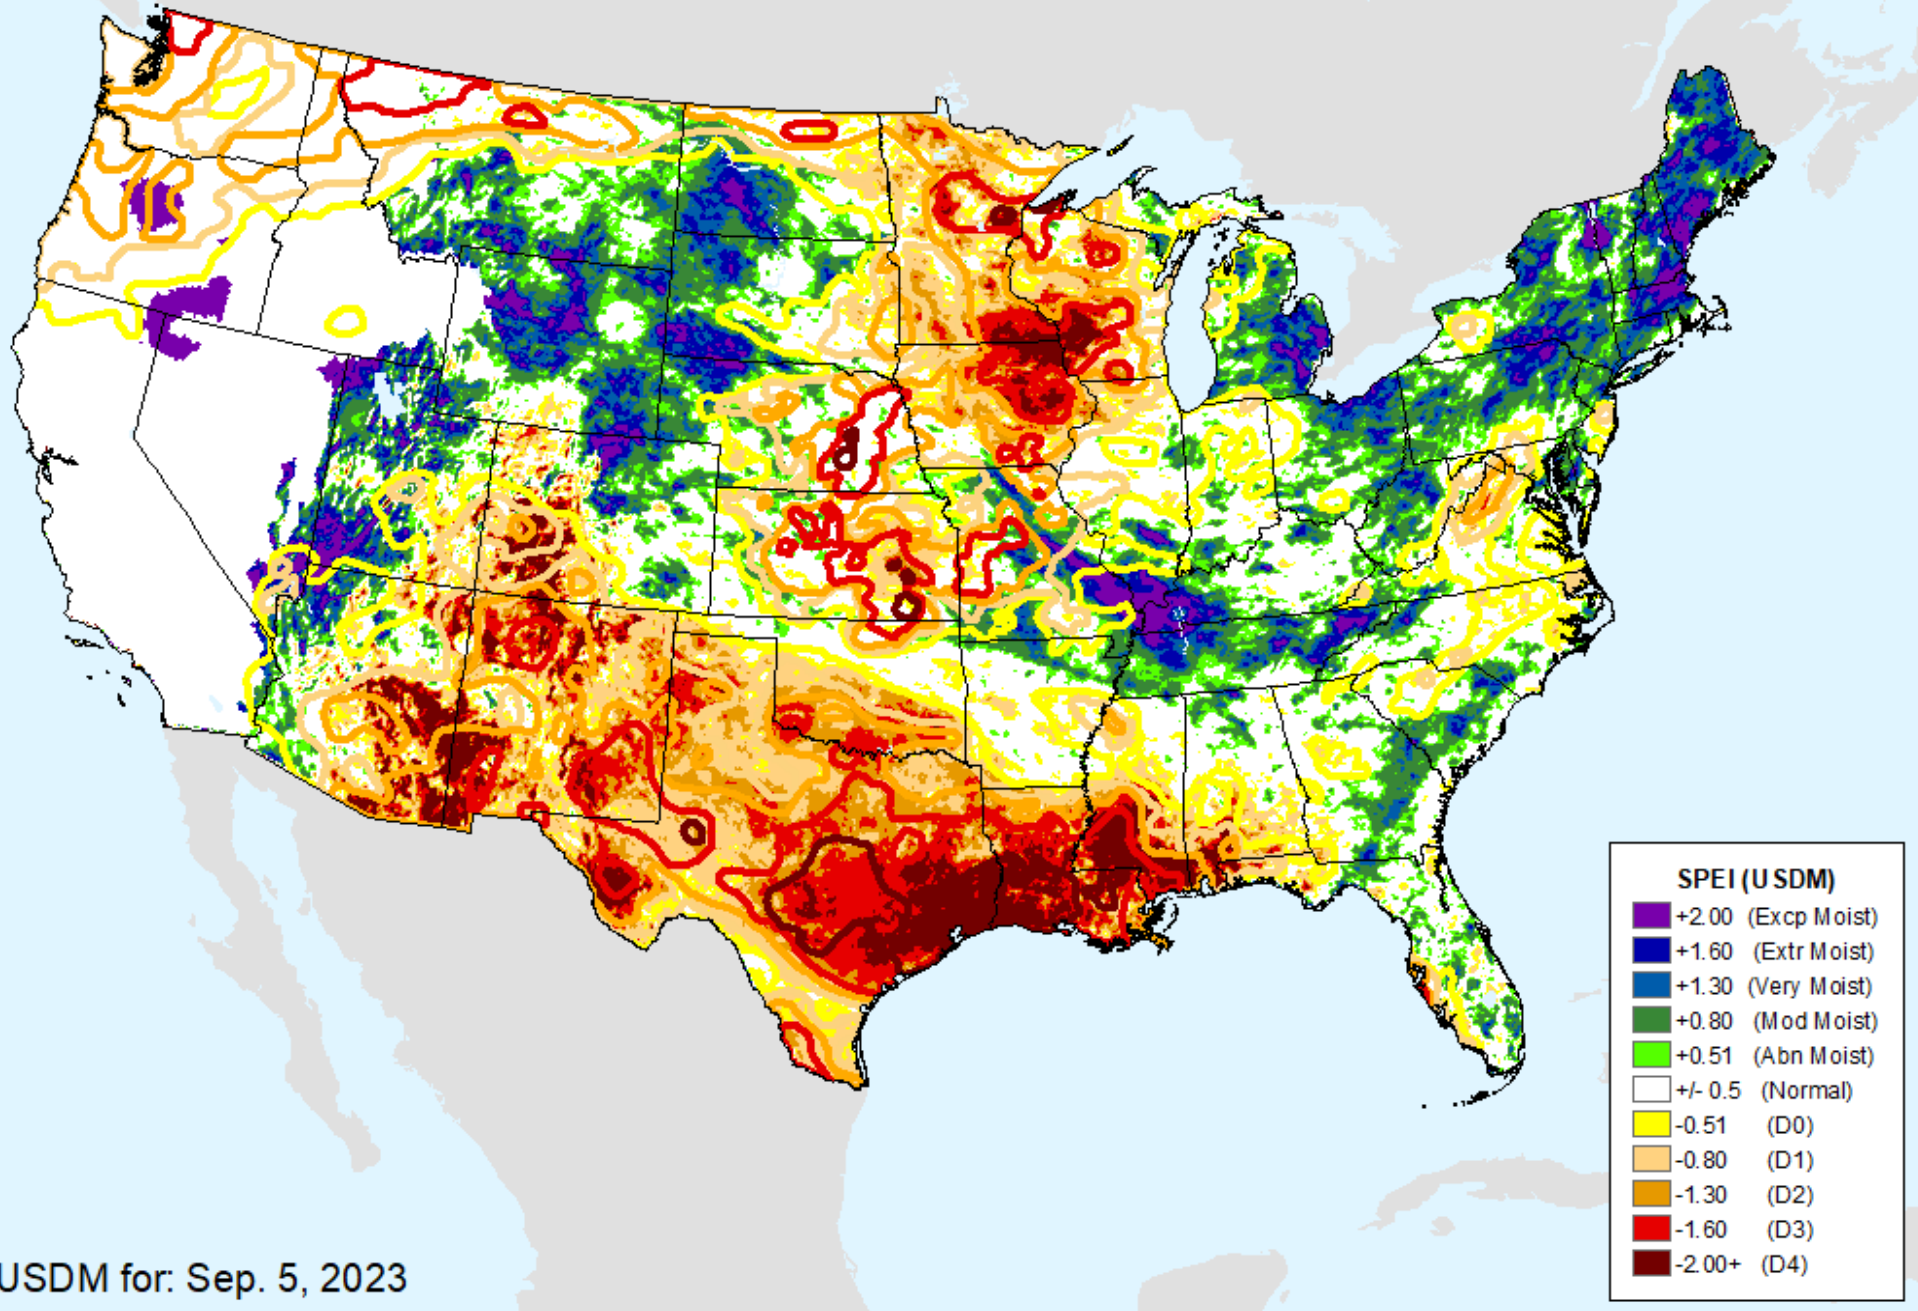 SPEI (USDM)
+2.00 (Excp Moist)
+1.60 (Extr Moist)
+1.30 (Very Moist)
+0.80 (Mod Moist)
+0.51 (Abn Moist)
+/- 0.5 (Normal)
-0.51 (D0)
-0.80 (D1)
-1.30 (D2)
-1.60 (D3)
-2.00+ (D4)
USDM for: Sep. 5, 2023